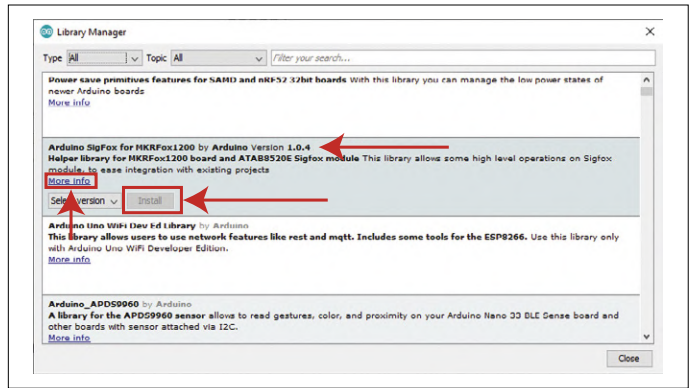 Library Manager
Type All Topic All Filter your search...
Power save primitives features for SAMD and nRF52 32bit boards With this library you can manage the low power states of
newer Arduino boards
More info
Arduino SigFox for MKRFox1200 by Arduino Version 1.0.4
Helper library for MKRFox1200 board and ATAB8520E Sigfox module This library allows some high level operations on Sigfox
module, to ease integration with existing projects
More info
Select version Install
Arduino Uno WiFi Dev Ed Library by Arduino
This library allows users to use network features like rest and mqtt. Includes some tools for the ESP8266. Use this library only
with Arduino Uno WiFi Developer Edition.
More info
Arduino_APDS9960 by Arduino
A library for the APDS9960 sensor allows to read gestures, color, and proximity on your Arduino Nano 33 BLE Sense board and
other boards with sensor attached via I2C.
More info
Close